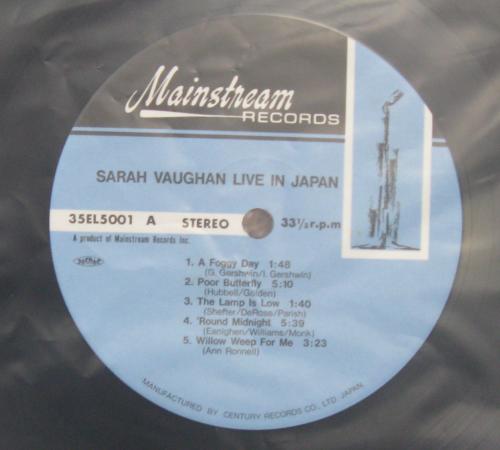 Mainstream
RECORDS
SARAH VAUGHAN LIVE IN JAPAN
35EL5001 A STEREO 33⅓r.p.m
A product of Mainstream Records Inc.
1. A Foggy Day 1:48
(G. Gershwin/I. Gershwin)
2. Poor Butterfly 5:10
(Hubbell/Golden)
3. The Lamp Is Low 1:40
(Shefter/DeRose/Parish)
4. 'Round Midnight 5:39
(Eanighen/Williams/Monk)
5. Willow Weep For Me 3:23
(Ann Ronnell)
MANUFACTURED BY CENTURY RECORDS CO., LTD. JAPAN.